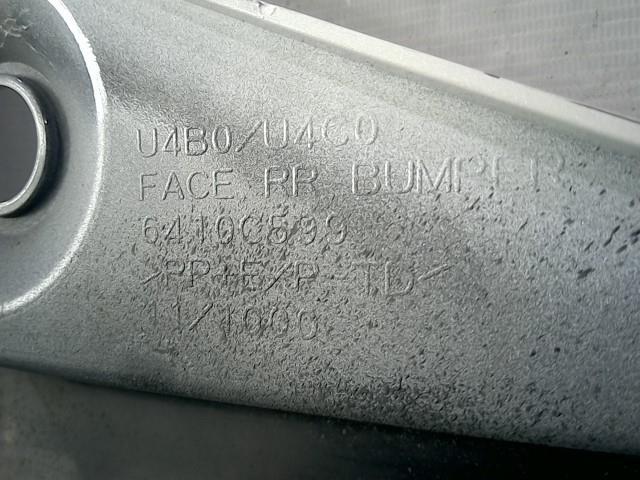 U4B0/U4C0
FACE RR BUMPER
6410C599
>PP+E/P-TD<
11/1000